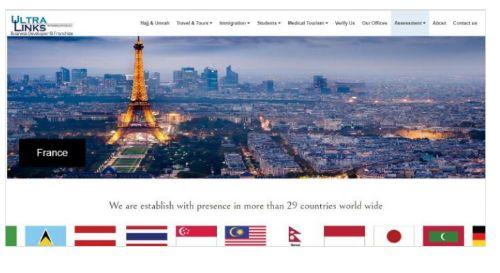 ULTRA
LINKS
Business Developer & Franchise
Hajj & Umrah Travel & Tours Immigration Students Medical Tourism Verify Us Our Offices Assessment About Contact us
France
We are establish with presence in more than 29 countries world wide